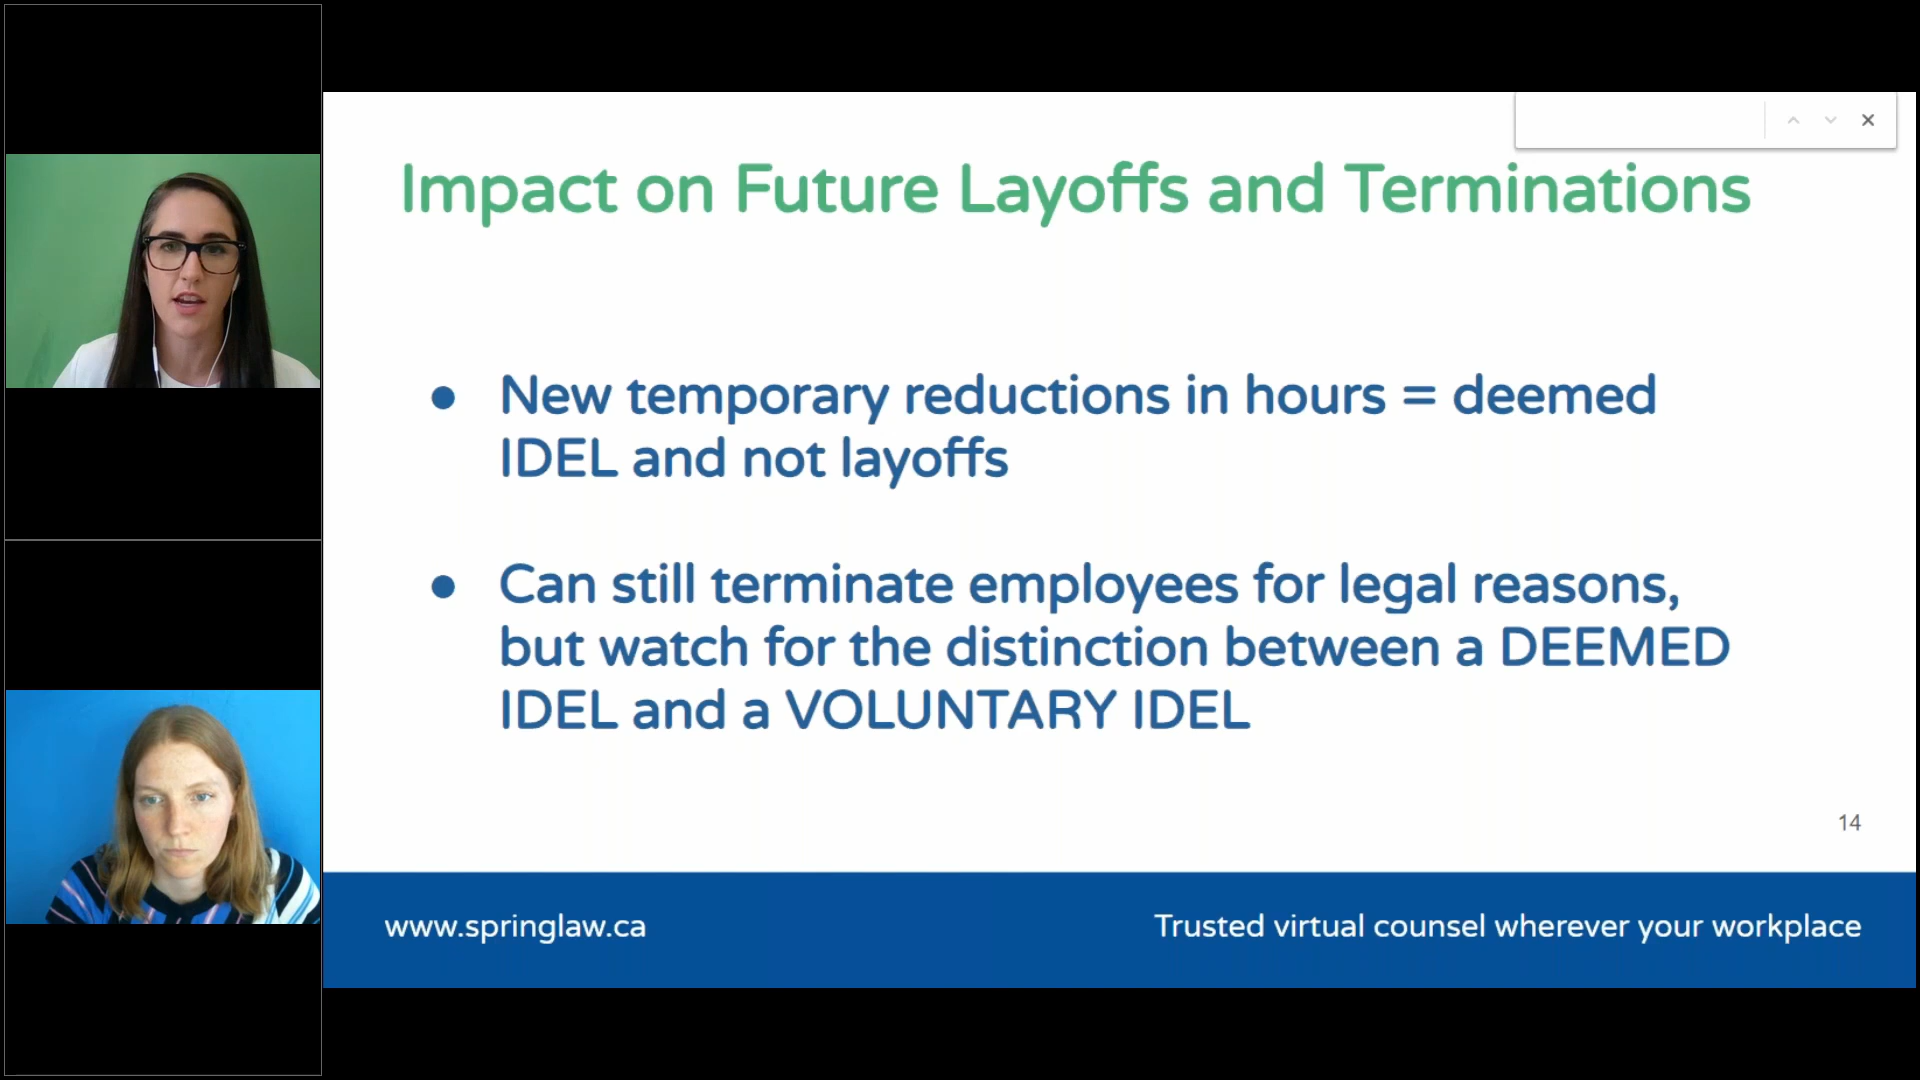 Impact on Future Layoffs and Terminations
● New temporary reductions in hours = deemed
IDEL and not layoffs
● Can still terminate employees for legal reasons,
but watch for the distinction between a DEEMED
IDEL and a VOLUNTARY IDEL
14
www.springlaw.ca
Trusted virtual counsel wherever your workplace